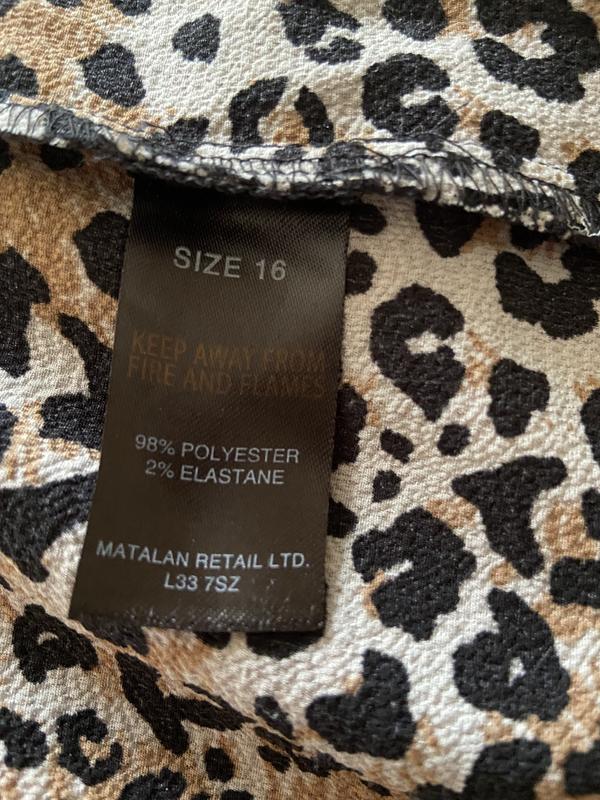 SIZE 16
KEEP AWAY FROM
FIRE AND FLAMES
98% POLYESTER
2% ELASTANE
MATALAN RETAIL LTD.
L33 7SZ